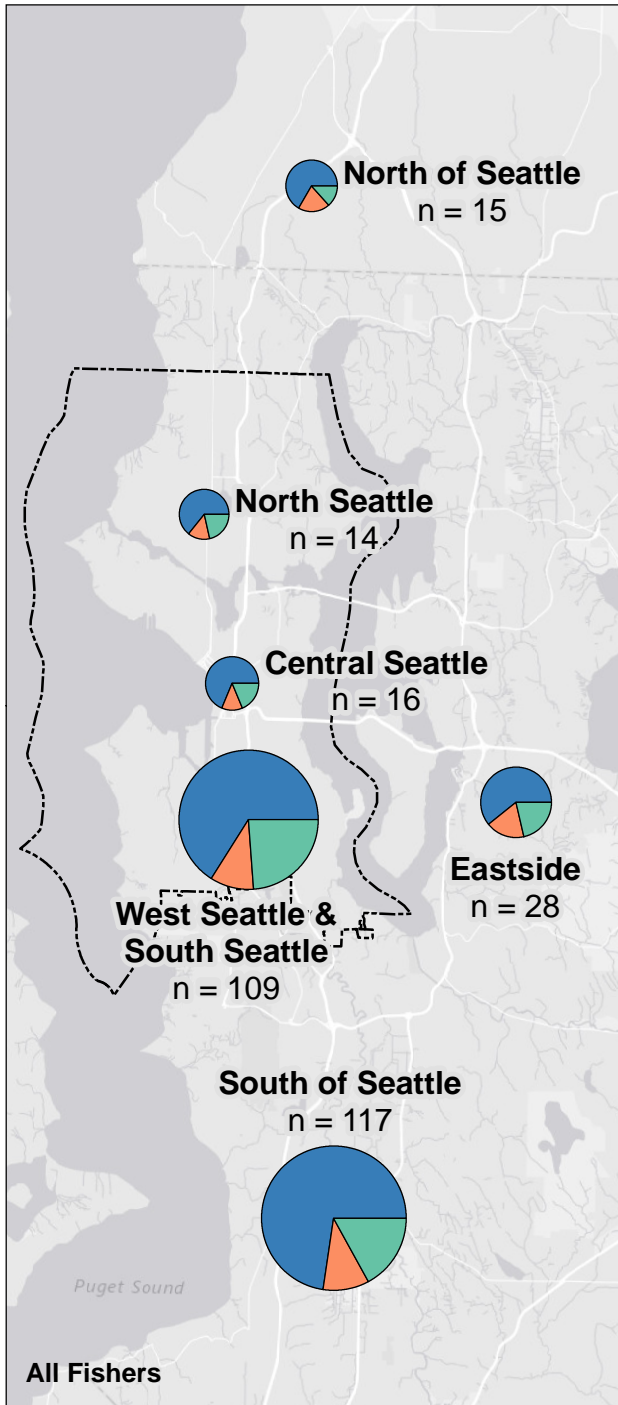 North of Seattle
n = 15
North Seattle
n = 14
Central Seattle
n = 16
Eastside
n = 28
West Seattle &
South Seattle
n = 109
South of Seattle
n = 117
Puget Sound
All Fishers